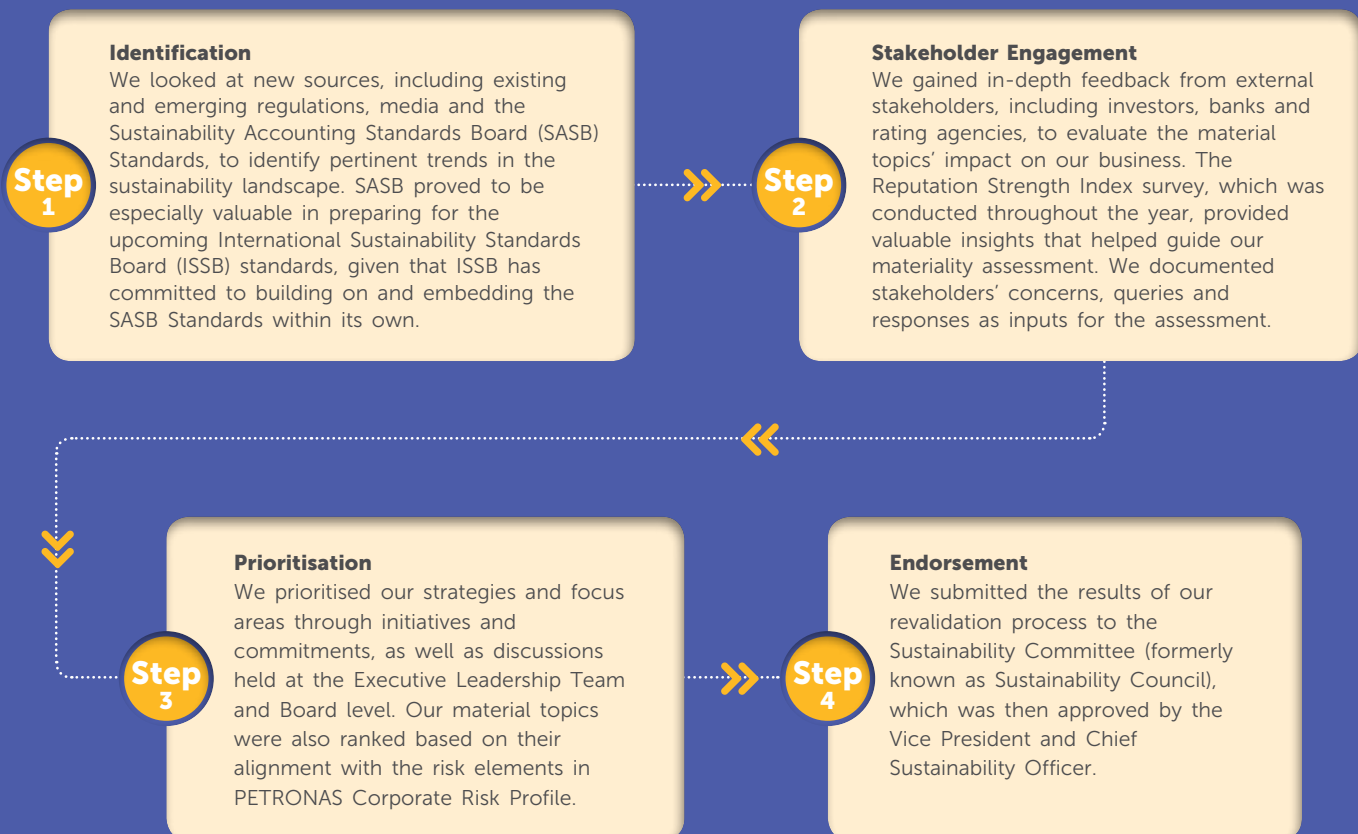 Step
1
Identification
We looked at new sources, including existing
and emerging regulations, media and the
Sustainability Accounting Standards Board (SASB)
Standards, to identify pertinent trends in the
sustainability landscape. SASB proved to be
especially valuable in preparing for the
upcoming International Sustainability Standards
Board (ISSB) standards, given that ISSB has
committed to building on and embedding the
SASB Standards within its own.
Step
2
Stakeholder Engagement
We gained in-depth feedback from external
stakeholders, including investors, banks and
rating agencies, to evaluate the material
topics’ impact on our business. The
Reputation Strength Index survey, which was
conducted throughout the year, provided
valuable insights that helped guide our
materiality assessment. We documented
stakeholders’ concerns, queries and
responses as inputs for the assessment.
Step
3
Prioritisation
We prioritised our strategies and focus
areas through initiatives and
commitments, as well as discussions
held at the Executive Leadership Team
and Board level. Our material topics
were also ranked based on their
alignment with the risk elements in
PETRONAS Corporate Risk Profile.
Step
4
Endorsement
We submitted the results of our
revalidation process to the
Sustainability Committee (formerly
known as Sustainability Council),
which was then approved by the
Vice President and Chief
Sustainability Officer.